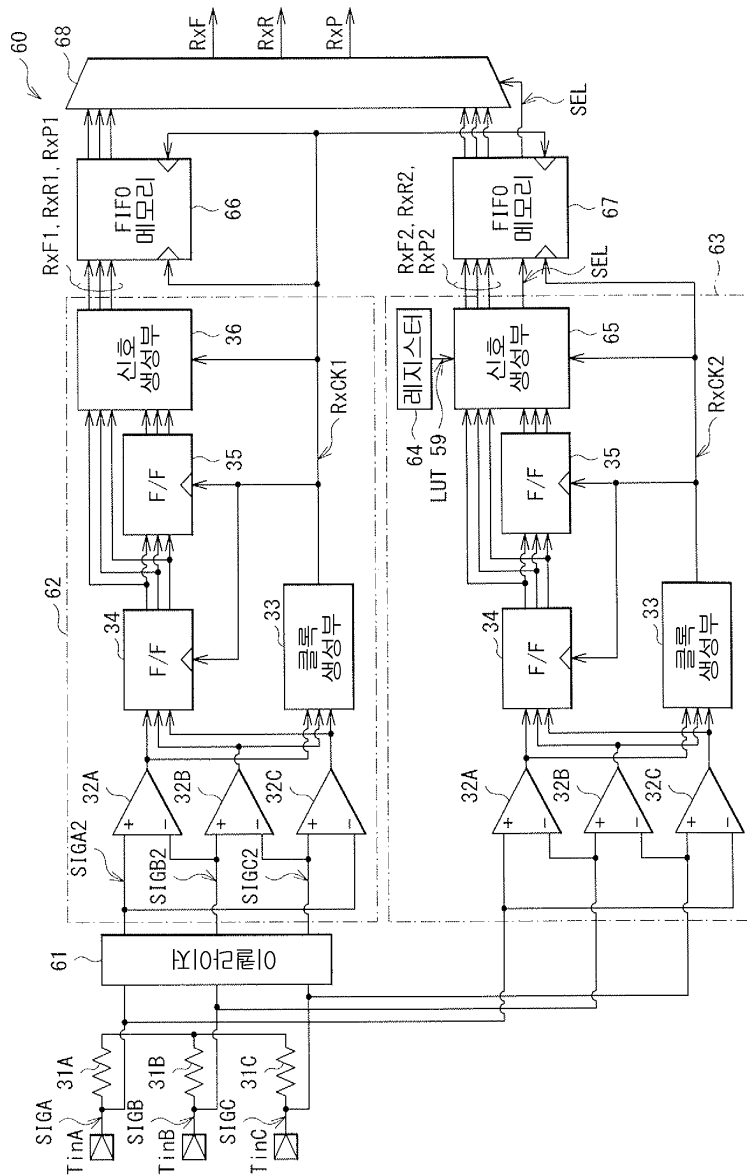 60
68
RxF
RxR
RxP
62
61
이퀄라이저
SIGA
TinA
31A
SIGB
TinB
31B
SIGC
TinC
31C
SIGA2
SIGB2
SIGC2
32A
32B
32C
+
-
+
-
+
-
34
F/F
35
F/F
33
클록
생성부
36
신호
생성부
RxF1, RxR1, RxP1
66
FIFO
메모리
RxCK1
63
32A
32B
32C
+
-
+
-
+
-
34
F/F
35
F/F
33
클록
생성부
64
레지스터
LUT 59
65
신호
생성부
RxF2, RxR2,
RxP2
67
FIFO
메모리
SEL
SEL
RxCK2